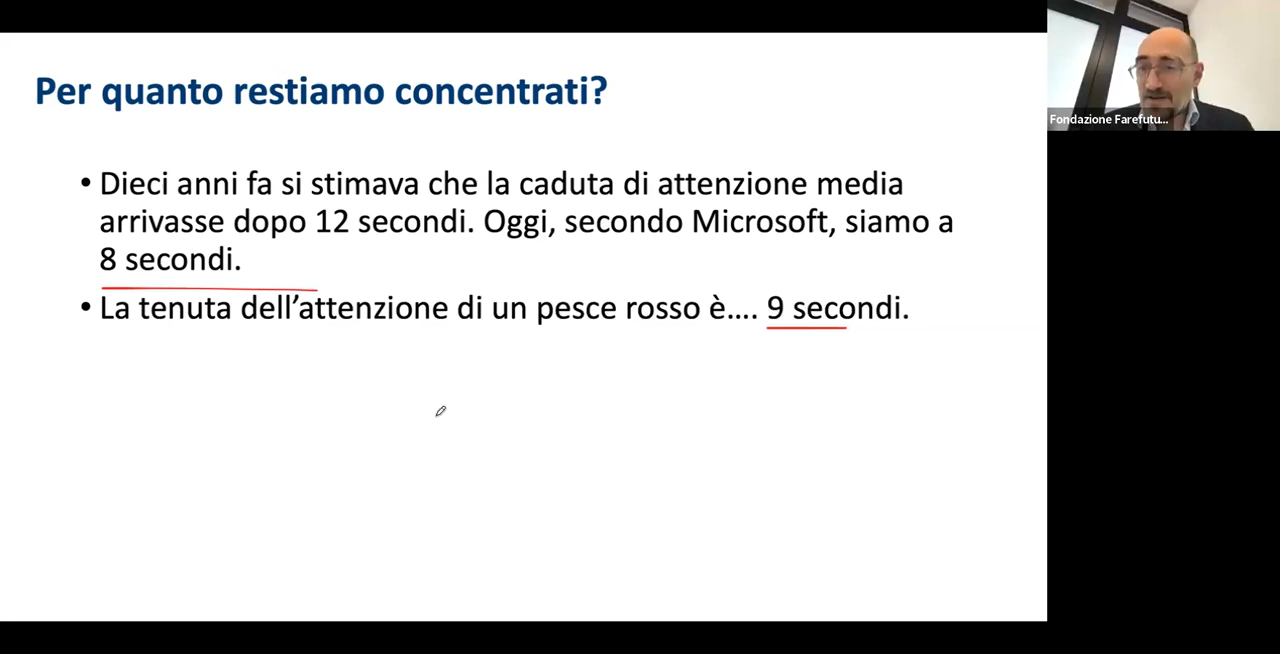 Per quanto restiamo concentrati?
• Dieci anni fa si stimava che la caduta di attenzione media
arrivasse dopo 12 secondi. Oggi, secondo Microsoft, siamo a
8 secondi.
• La tenuta dell’attenzione di un pesce rosso è…. 9 secondi.
Fondazione Farefutu...